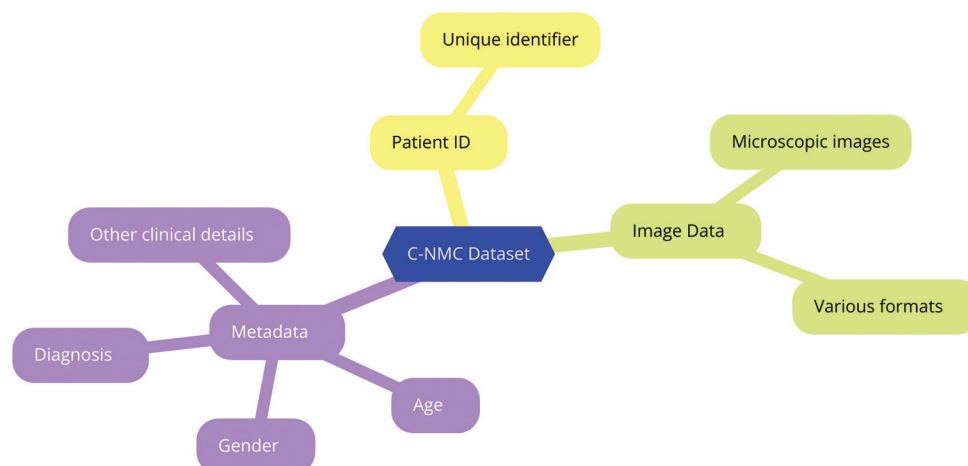 Unique identifier
Patient ID
Microscopic images
Other clinical details
Image Data
C-NMC Dataset
Various formats
Metadata
Diagnosis
Age
Gender